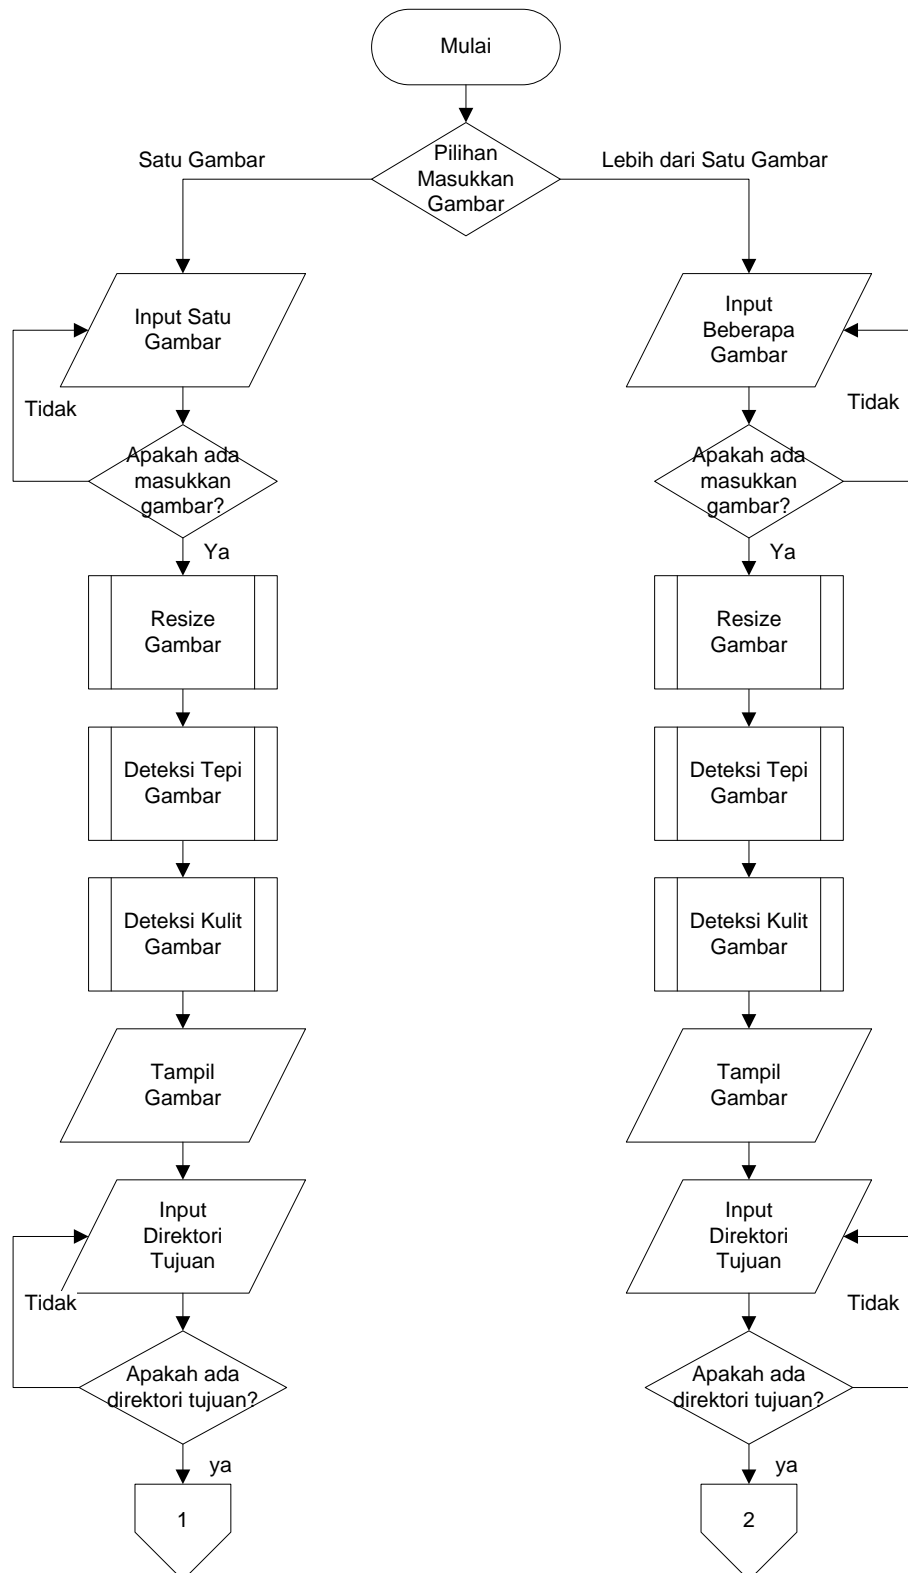 Mulai
Pilihan
Masukkan
Gambar
Satu Gambar
Lebih dari Satu Gambar
Input Satu
Gambar
Tidak
Apakah ada
masukkan
gambar?
Ya
Resize
Gambar
Deteksi Tepi
Gambar
Deteksi Kulit
Gambar
Tampil
Gambar
Input
Direktori
Tujuan
Tidak
Apakah ada
direktori tujuan?
ya
1
Input
Beberapa
Gambar
Tidak
Apakah ada
masukkan
gambar?
Ya
Resize
Gambar
Deteksi Tepi
Gambar
Deteksi Kulit
Gambar
Tampil
Gambar
Input
Direktori
Tujuan
Tidak
Apakah ada
direktori tujuan?
ya
2